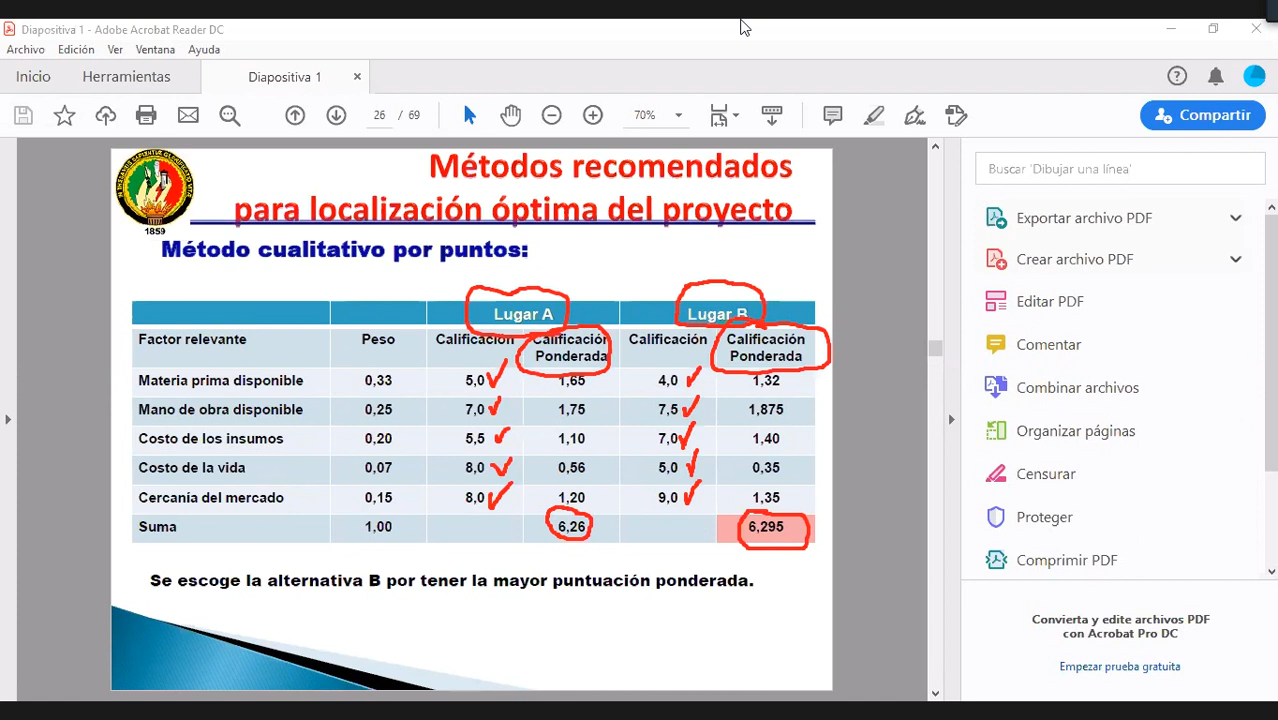 Diapositiva 1 - Adobe Acrobat Reader DC
Archivo Edición Ver Ventana Ayuda
Inicio Herramientas Diapositiva 1 ×
26 / 69 70% Compartir
Métodos recomendados
para localización óptima del proyecto
1859
Método cualitativo por puntos:
Lugar A Lugar B
Factor relevante Peso Calificación Calificación Ponderada Calificación Calificación Ponderada
Materia prima disponible 0,33 5,0 1,65 4,0 1,32
Mano de obra disponible 0,25 7,0 1,75 7,5 1,875
Costo de los insumos 0,20 5,5 1,10 7,0 1,40
Costo de la vida 0,07 8,0 0,56 5,0 0,35
Cercanía del mercado 0,15 8,0 1,20 9,0 1,35
Suma 1,00 6,26 6,295
Se escoge la alternativa B por tener la mayor puntuación ponderada.
Buscar 'Dibujar una línea'
Exportar archivo PDF
Crear archivo PDF
Editar PDF
Comentar
Combinar archivos
Organizar páginas
Censurar
Proteger
Comprimir PDF
Convierta y edite archivos PDF
con Acrobat Pro DC
Empezar prueba gratuita